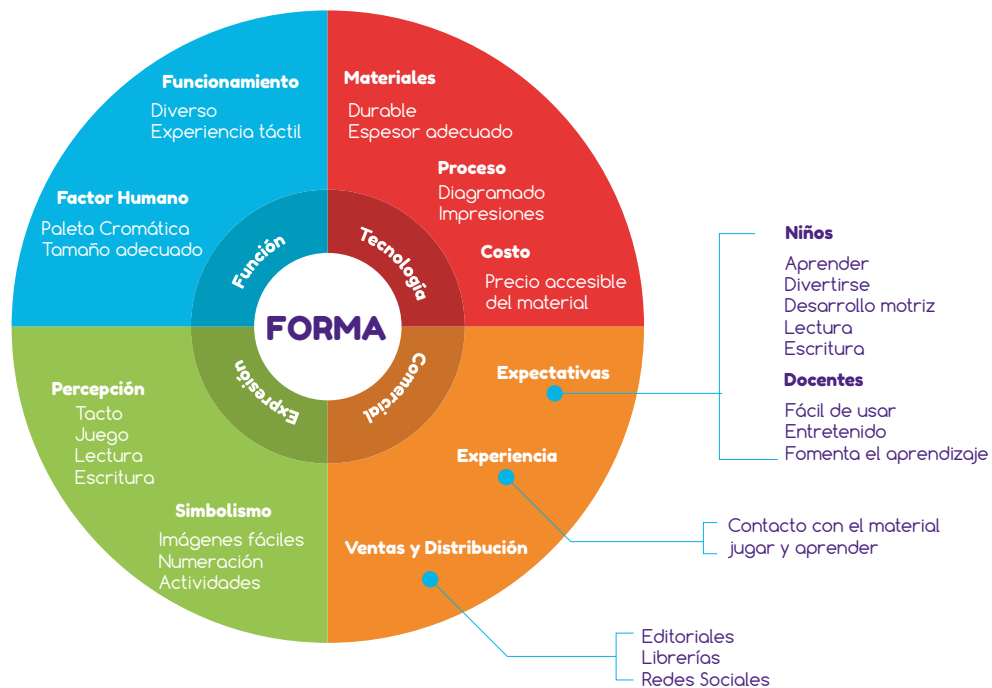 Funcionamiento
Diverso
Experiencia táctil
Factor Humano
Paleta Cromática
Tamaño adecuado
Función
Materiales
Durable
Espesor adecuado
Proceso
Diagramado
Impresiones
Costo
Precio accesible
del material
Tecnología
FORMA
Percepción
Tacto
Juego
Lectura
Escritura
Simbolismo
Imágenes fáciles
Numeración
Actividades
Expresión
Comercial
Expectativas
Niños
Aprender
Divertirse
Desarrollo motriz
Lectura
Escritura
Docentes
Fácil de usar
Entretenido
Fomenta el aprendizaje
Experiencia
Contacto con el material
jugar y aprender
Ventas y Distribución
Editoriales
Librerías
Redes Sociales